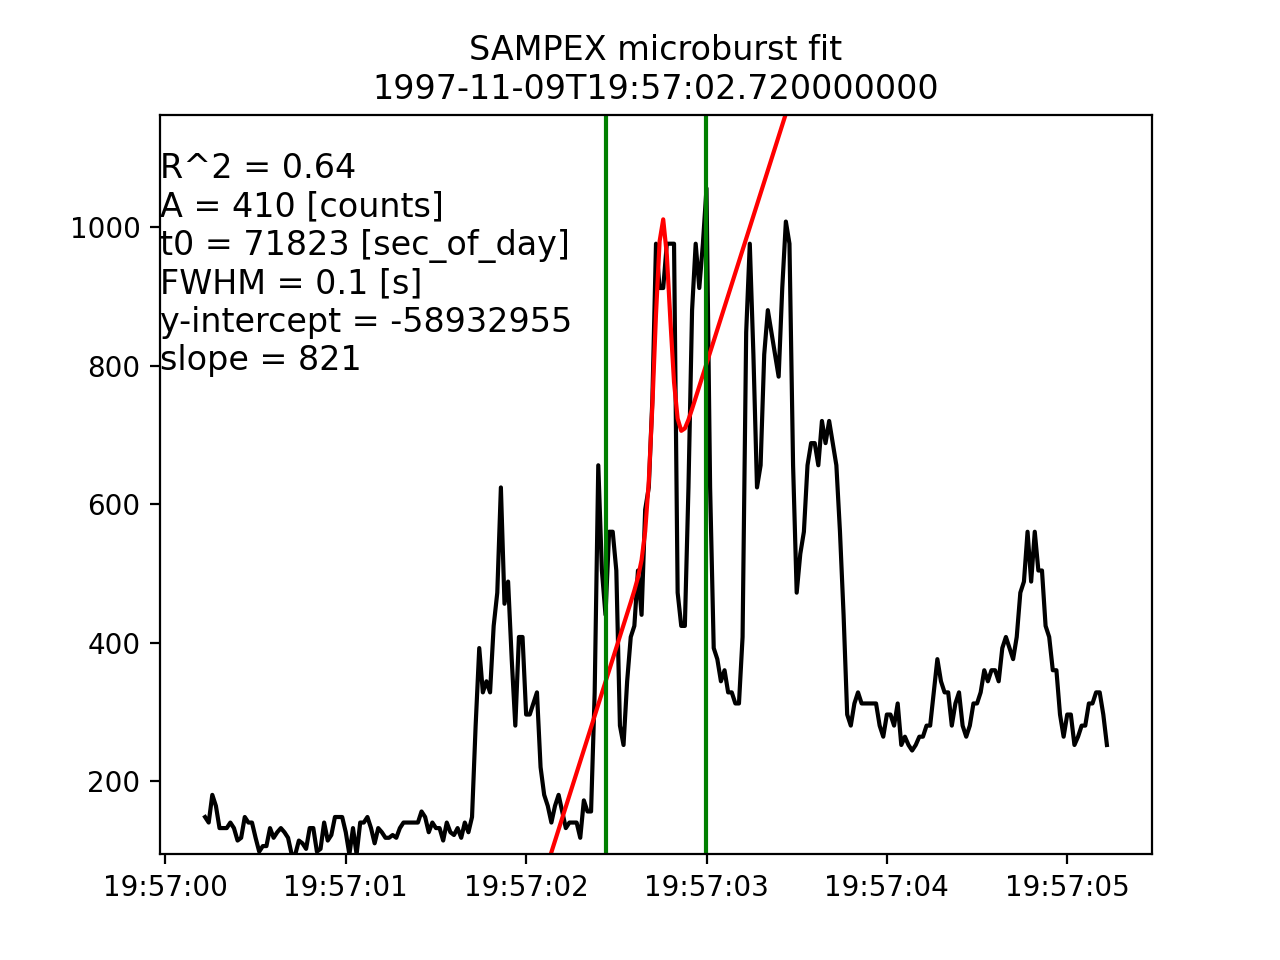 SAMPEX microburst fit
1997-11-09T19:57:02.720000000
R^2 = 0.64
A = 410 [counts]
t0 = 71823 [sec_of_day]
FWHM = 0.1 [s]
y-intercept = -58932955
slope = 821
1000
800
600
400
200
19:57:00 19:57:01 19:57:02 19:57:03 19:57:04 19:57:05